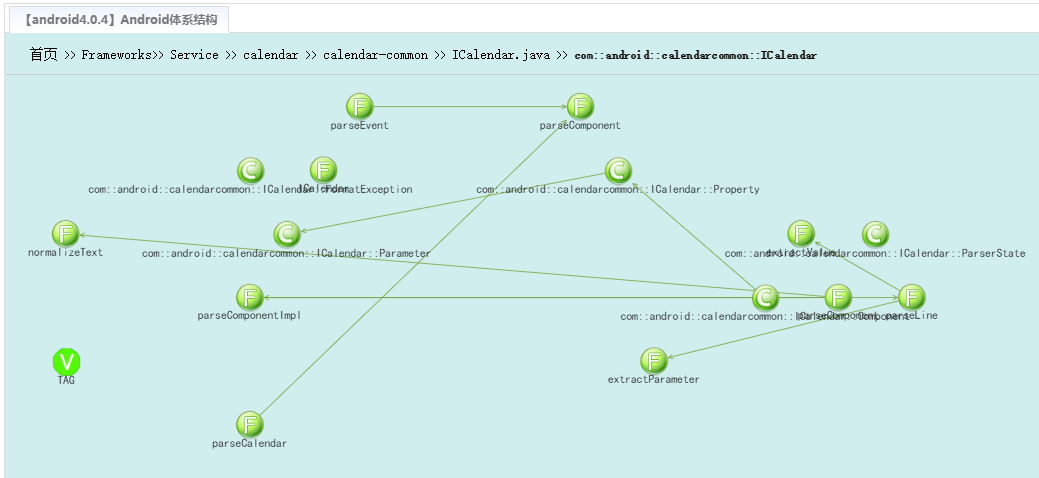 【android4.0.4】Android体系结构
首页 >> Frameworks>> Service >> calendar >> calendar-common >> ICalendar.java >> com::android::calendarcommon::ICalendar
F
parseEvent
F
parseComponent
C
com::android::calendarcommon::ICalendar::FormatException
F
ICalendar
C
com::android::calendarcommon::ICalendar::Property
F
normalizeText
C
com::android::calendarcommon::ICalendar::Parameter
F
extractValue
C
com::android::calendarcommon::ICalendar::ParserState
F
parseComponentImpl
C
com::android::calendarcommon::ICalendar::Component
F
parseComponent
F
parseLine
V
TAG
F
extractParameter
F
parseCalendar